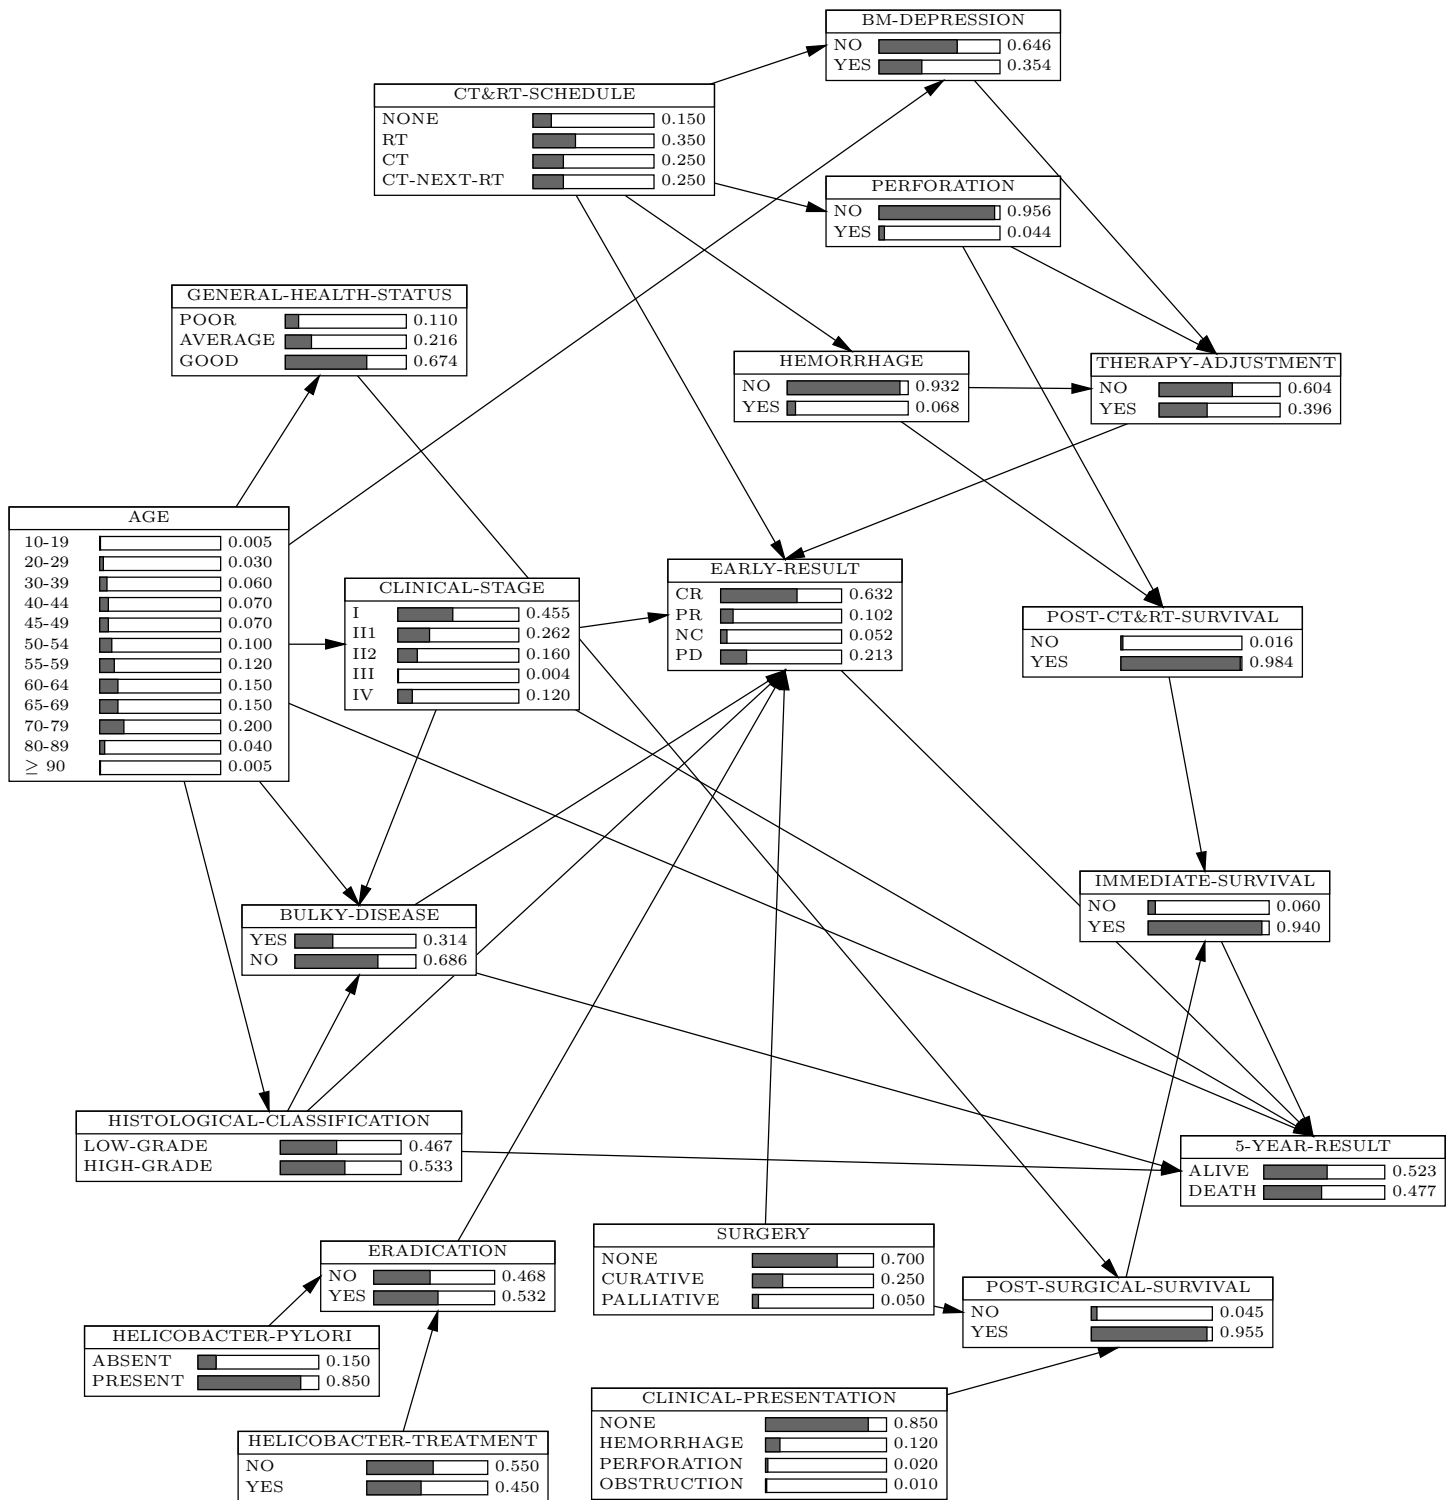 BM-DEPRESSION
NO 0.646
YES 0.354
CT&RT-SCHEDULE
NONE 0.150
RT 0.350
CT 0.250
CT-NEXT-RT 0.250
PERFORATION
NO 0.956
YES 0.044
GENERAL-HEALTH-STATUS
POOR 0.110
AVERAGE 0.216
GOOD 0.674
HEMORRHAGE
NO 0.932
YES 0.068
THERAPY-ADJUSTMENT
NO 0.604
YES 0.396
AGE
10-19 0.005
20-29 0.030
30-39 0.060
40-44 0.070
45-49 0.070
50-54 0.100
55-59 0.120
60-64 0.150
65-69 0.150
70-79 0.200
80-89 0.040
≥ 90 0.005
CLINICAL-STAGE
I 0.455
II1 0.262
II2 0.160
III 0.004
IV 0.120
EARLY-RESULT
CR 0.632
PR 0.102
NC 0.052
PD 0.213
POST-CT&RT-SURVIVAL
NO 0.016
YES 0.984
IMMEDIATE-SURVIVAL
NO 0.060
YES 0.940
BULKY-DISEASE
YES 0.314
NO 0.686
HISTOLOGICAL-CLASSIFICATION
LOW-GRADE 0.467
HIGH-GRADE 0.533
5-YEAR-RESULT
ALIVE 0.523
DEATH 0.477
ERADICATION
NO 0.468
YES 0.532
SURGERY
NONE 0.700
CURATIVE 0.250
PALLIATIVE 0.050
POST-SURGICAL-SURVIVAL
NO 0.045
YES 0.955
HELICOBACTER-PYLORI
ABSENT 0.150
PRESENT 0.850
CLINICAL-PRESENTATION
NONE 0.850
HEMORRHAGE 0.120
PERFORATION 0.020
OBSTRUCTION 0.010
HELICOBACTER-TREATMENT
NO 0.550
YES 0.450